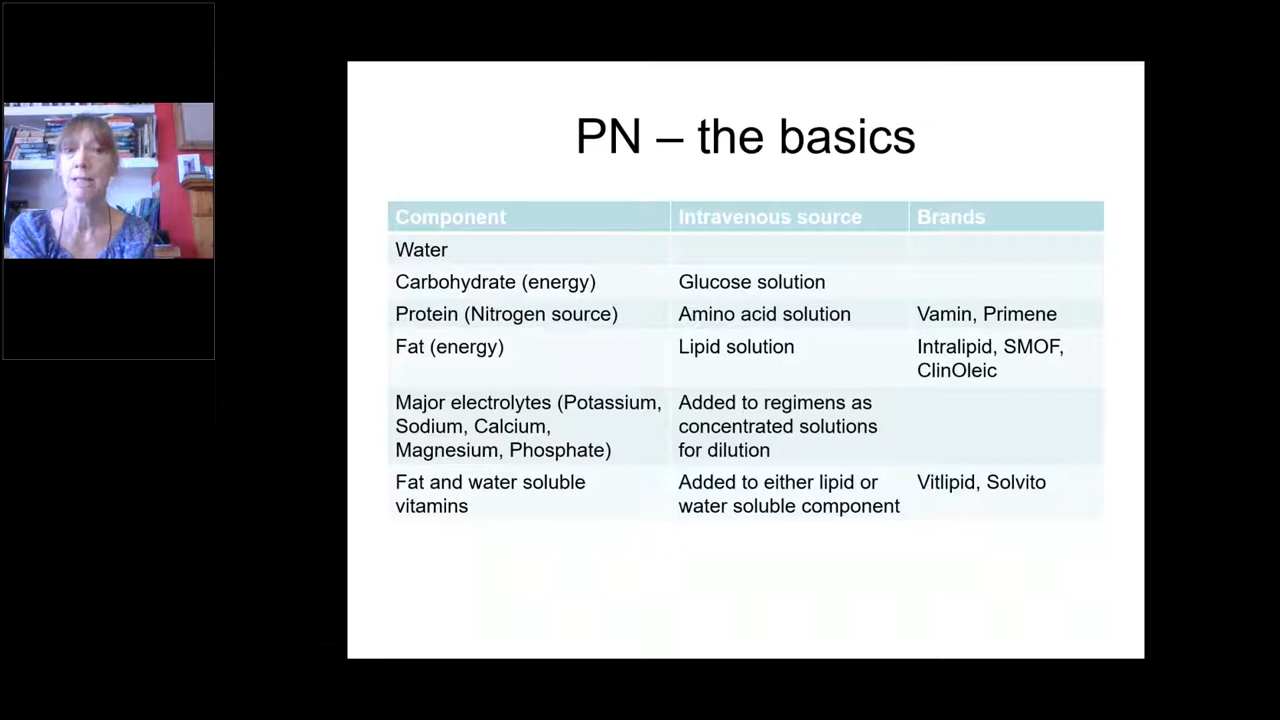 PN – the basics
Component Intravenous source Brands
Water
Carbohydrate (energy) Glucose solution
Protein (Nitrogen source) Amino acid solution Vamin, Primene
Fat (energy) Lipid solution Intralipid, SMOF,
ClinOleic
Major electrolytes (Potassium, Added to regimens as
Sodium, Calcium, concentrated solutions
Magnesium, Phosphate) for dilution
Fat and water soluble Added to either lipid or Vitlipid, Solvito
vitamins water soluble component